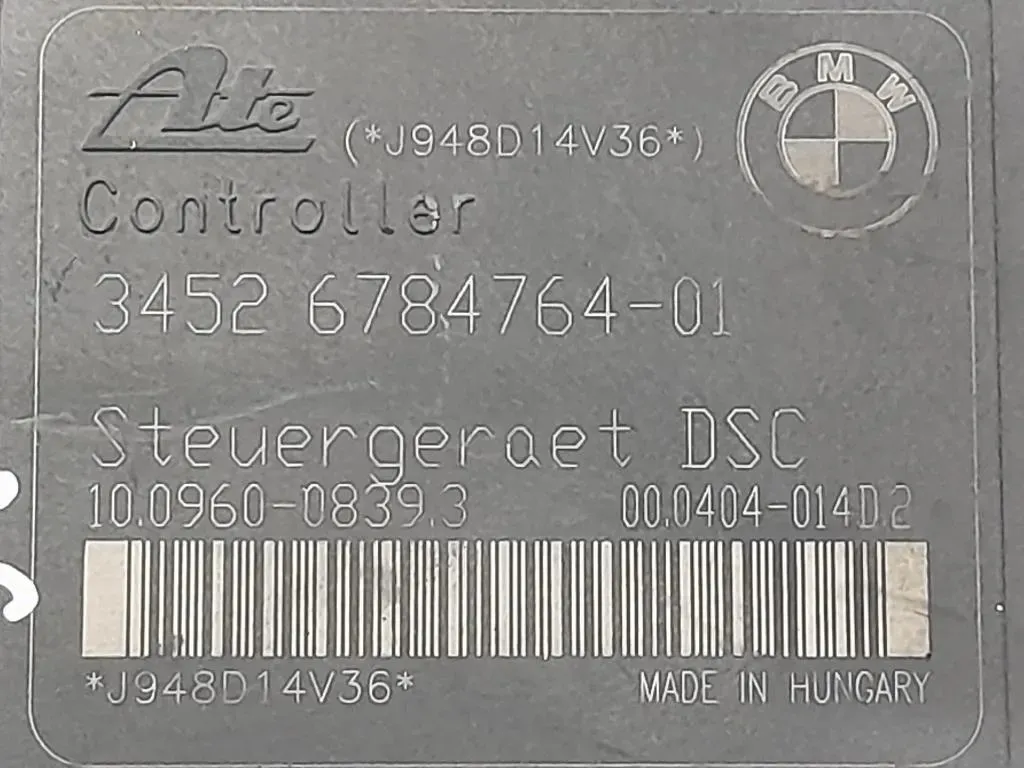 Ate
(*J948D14V36*)
BMW
Controller
3452 6784764-01
Steuergeraet DSC
10.0960-0839.3 00.0404-014D.2
*J948D14V36*
MADE IN HUNGARY